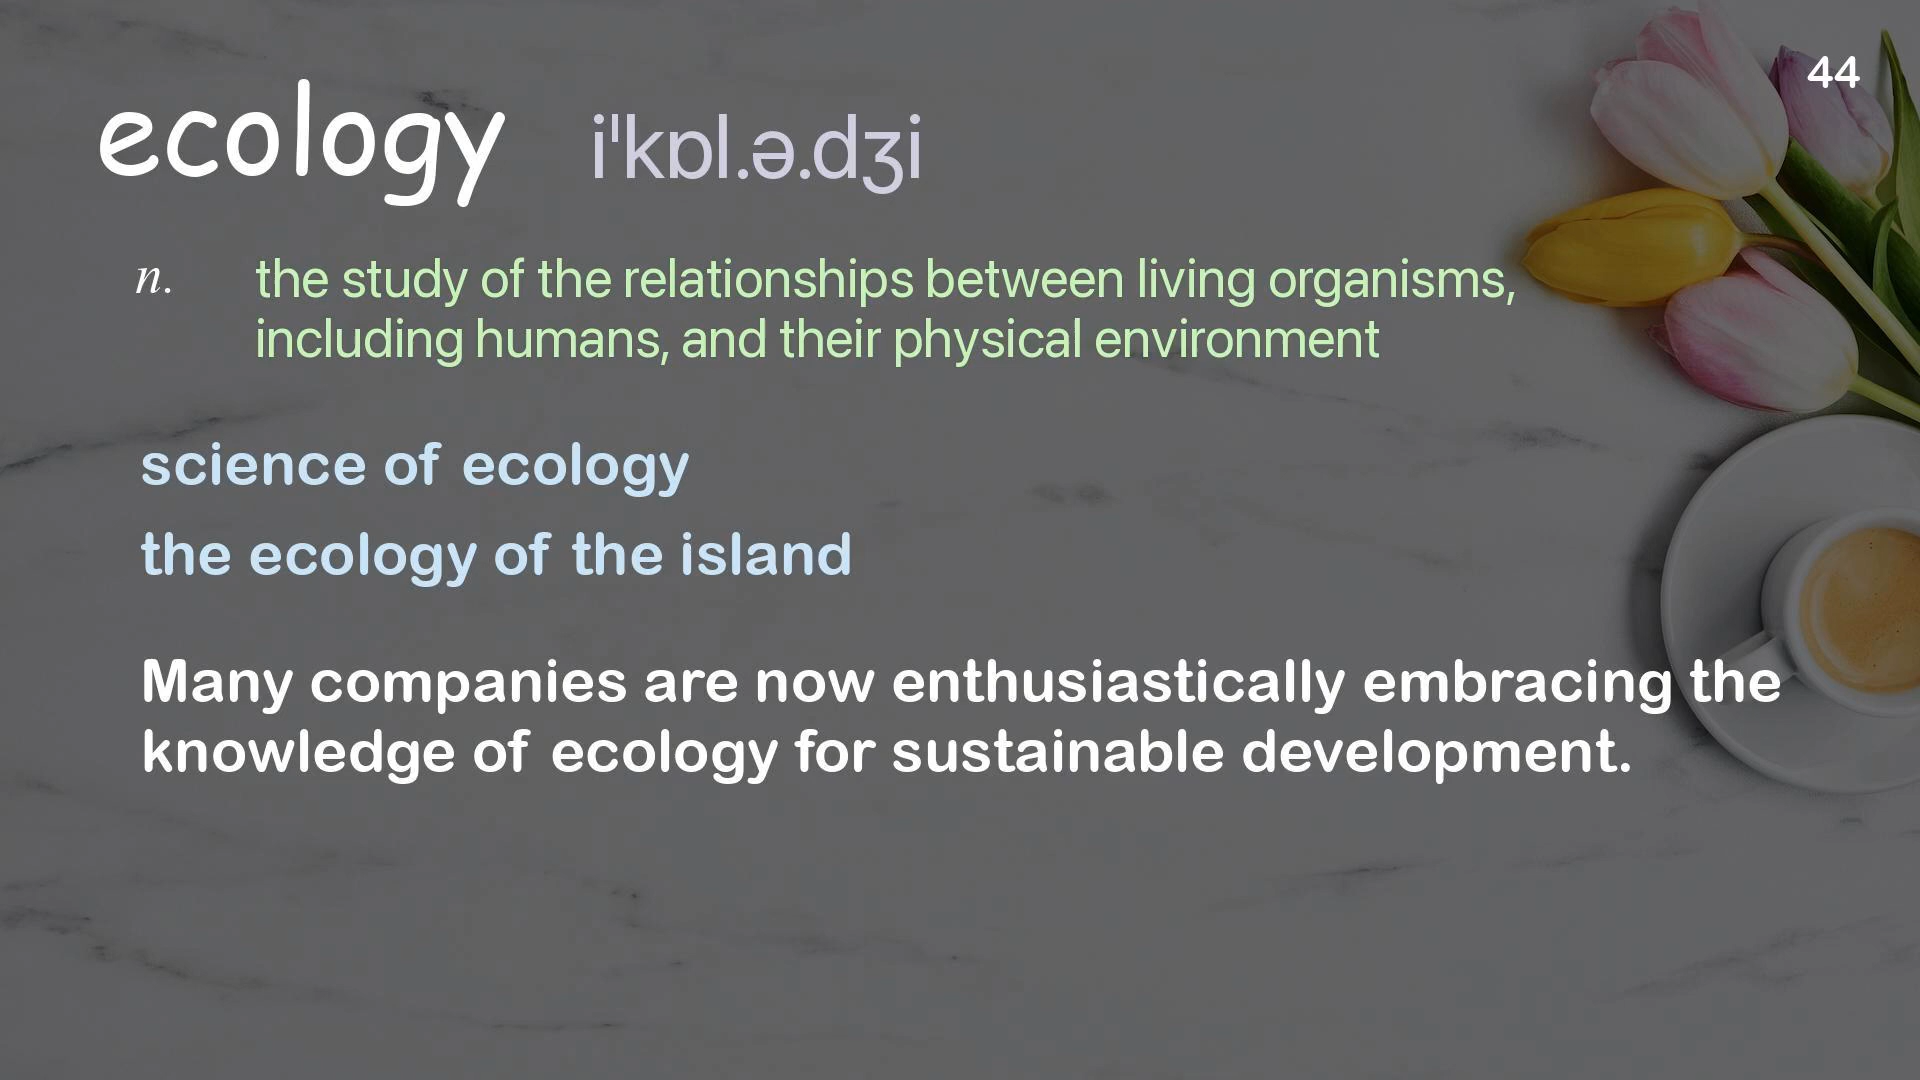 44
ecology iˈkɒl.ə.dʒi
n. the study of the relationships between living organisms,
including humans, and their physical environment
science of ecology
the ecology of the island
Many companies are now enthusiastically embracing the
knowledge of ecology for sustainable development.